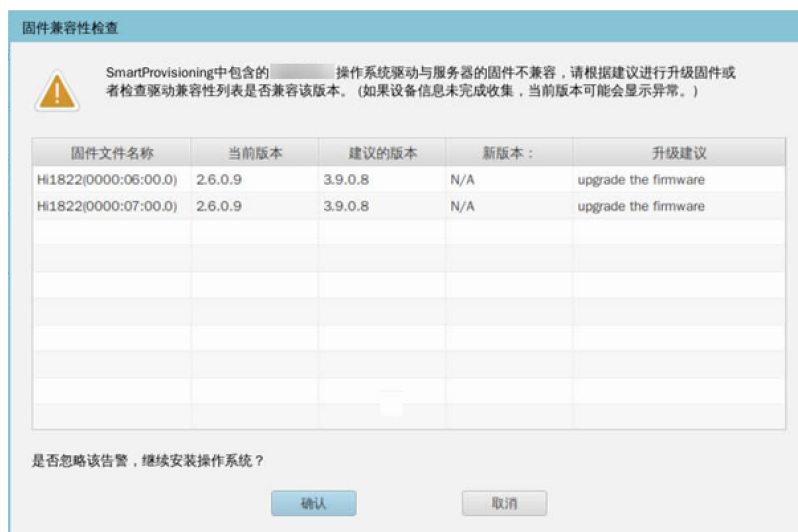 固件兼容性检查
SmartProvisioning中包含的 操作系统驱动与服务器的固件不兼容，请根据建议进行升级固件或
者检查驱动兼容性列表是否兼容该版本。(如果设备信息未完成收集，当前版本可能会显示异常。)
固件文件名称 当前版本 建议的版本 新版本： 升级建议
Hi1822(0000:06:00.0) 2.6.0.9 3.9.0.8 N/A upgrade the firmware
Hi1822(0000:07:00.0) 2.6.0.9 3.9.0.8 N/A upgrade the firmware
是否忽略该告警，继续安装操作系统？
确认 取消